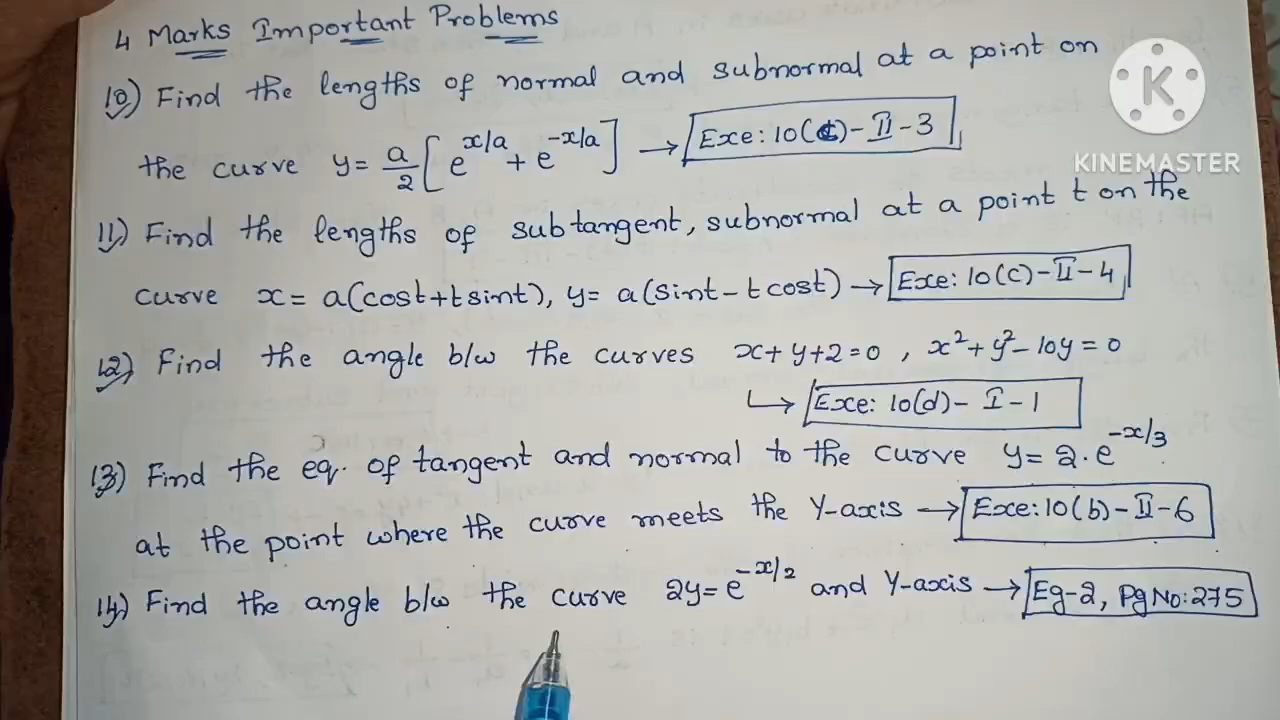 4 Marks Important Problems
10) Find the lengths of normal and subnormal at a point on
the curve y = a/2 [e^x/a + e^-x/a] → Exe: 10(c) - II - 3
11) Find the lengths of subtangent, subnormal at a point t on the
curve x = a(cost+tsint), y = a(sint-tcost) → Exe: 10(c) - II - 4
12) Find the angle b/w the curves x+y+2=0, x²+y²-10y=0
↳ Exe: 10(d) - I - 1
13) Find the eq. of tangent and normal to the curve y = 2.e^-x/3
at the point where the curve meets the Y-axis → Exe: 10(b) - II - 6
14) Find the angle b/w the curve 2y = e^-x/2 and Y-axis → Eg-2, Pg No: 275
K
KINEMASTER